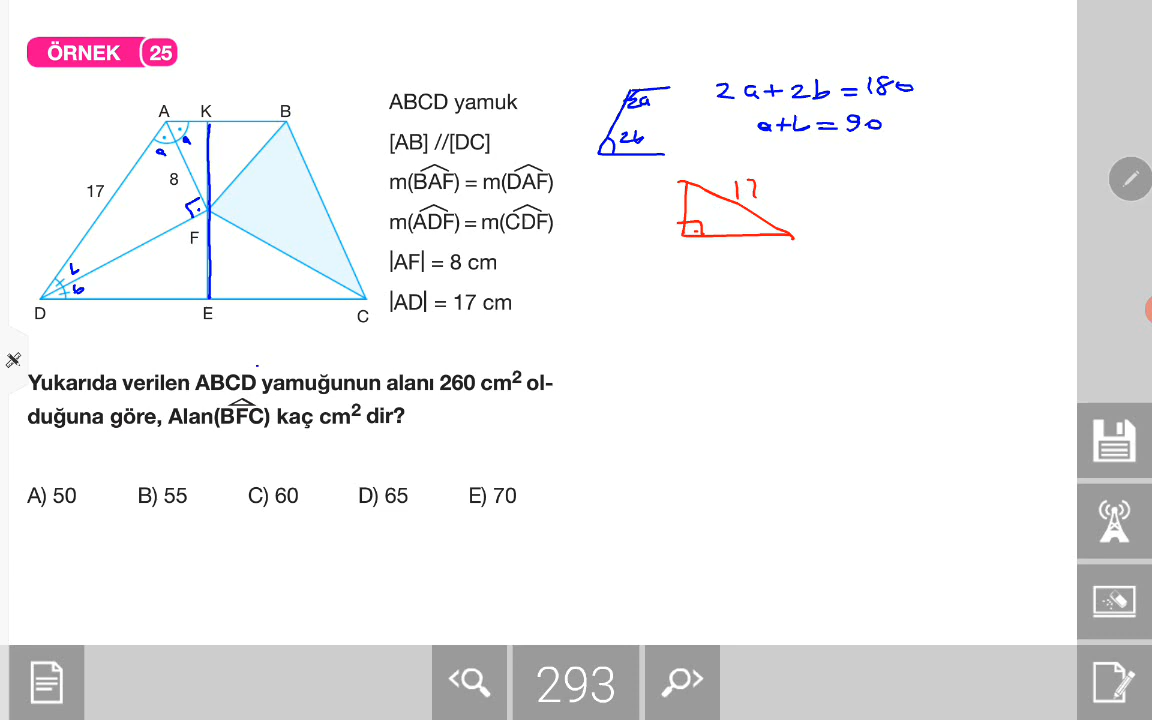 ÖRNEK 25
A K B
17
8
F
D E C
a
a
b
b
ABCD yamuk
[AB] //[DC]
m(BAF) = m(DAF)
m(ADF) = m(CDF)
|AF| = 8 cm
|AD| = 17 cm
2a
2b
2a+2b=180
a+b=90
17
Yukarıda verilen ABCD yamuğunun alanı 260 cm² ol-
duğuna göre, Alan(BFC) kaç cm² dir?
A) 50 B) 55 C) 60 D) 65 E) 70
293